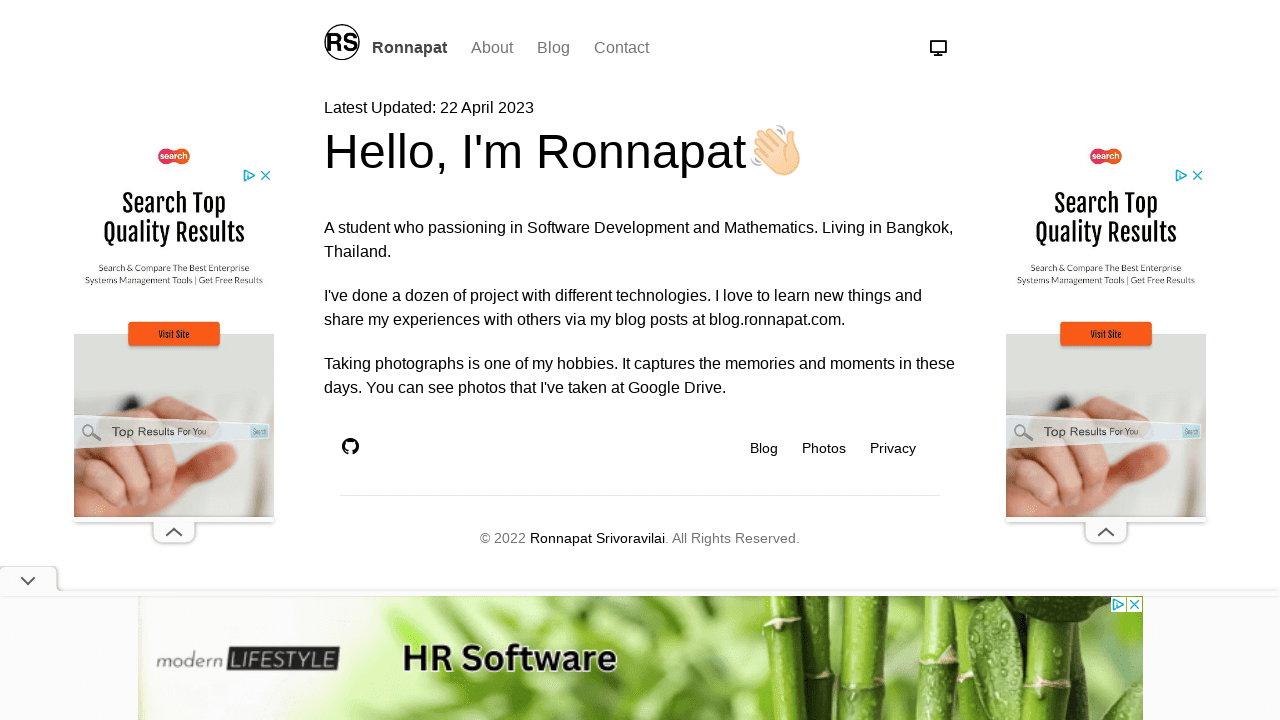 RS Ronnapat About Blog Contact
Latest Updated: 22 April 2023
Hello, I'm Ronnapat
A student who passioning in Software Development and Mathematics. Living in Bangkok,
Thailand.
I've done a dozen of project with different technologies. I love to learn new things and
share my experiences with others via my blog posts at blog.ronnapat.com.
Taking photographs is one of my hobbies. It captures the memories and moments in these
days. You can see photos that I've taken at Google Drive.
Blog Photos Privacy
© 2022 Ronnapat Srivoravilai. All Rights Reserved.
search
Search Top
Quality Results
Search & Compare The Best Enterprise
Systems Management Tools | Get Free Results
Visit Site
Top Results For You Search
search
Search Top
Quality Results
Search & Compare The Best Enterprise
Systems Management Tools | Get Free Results
Visit Site
Top Results For You Search
modern LIFESTYLE HR Software